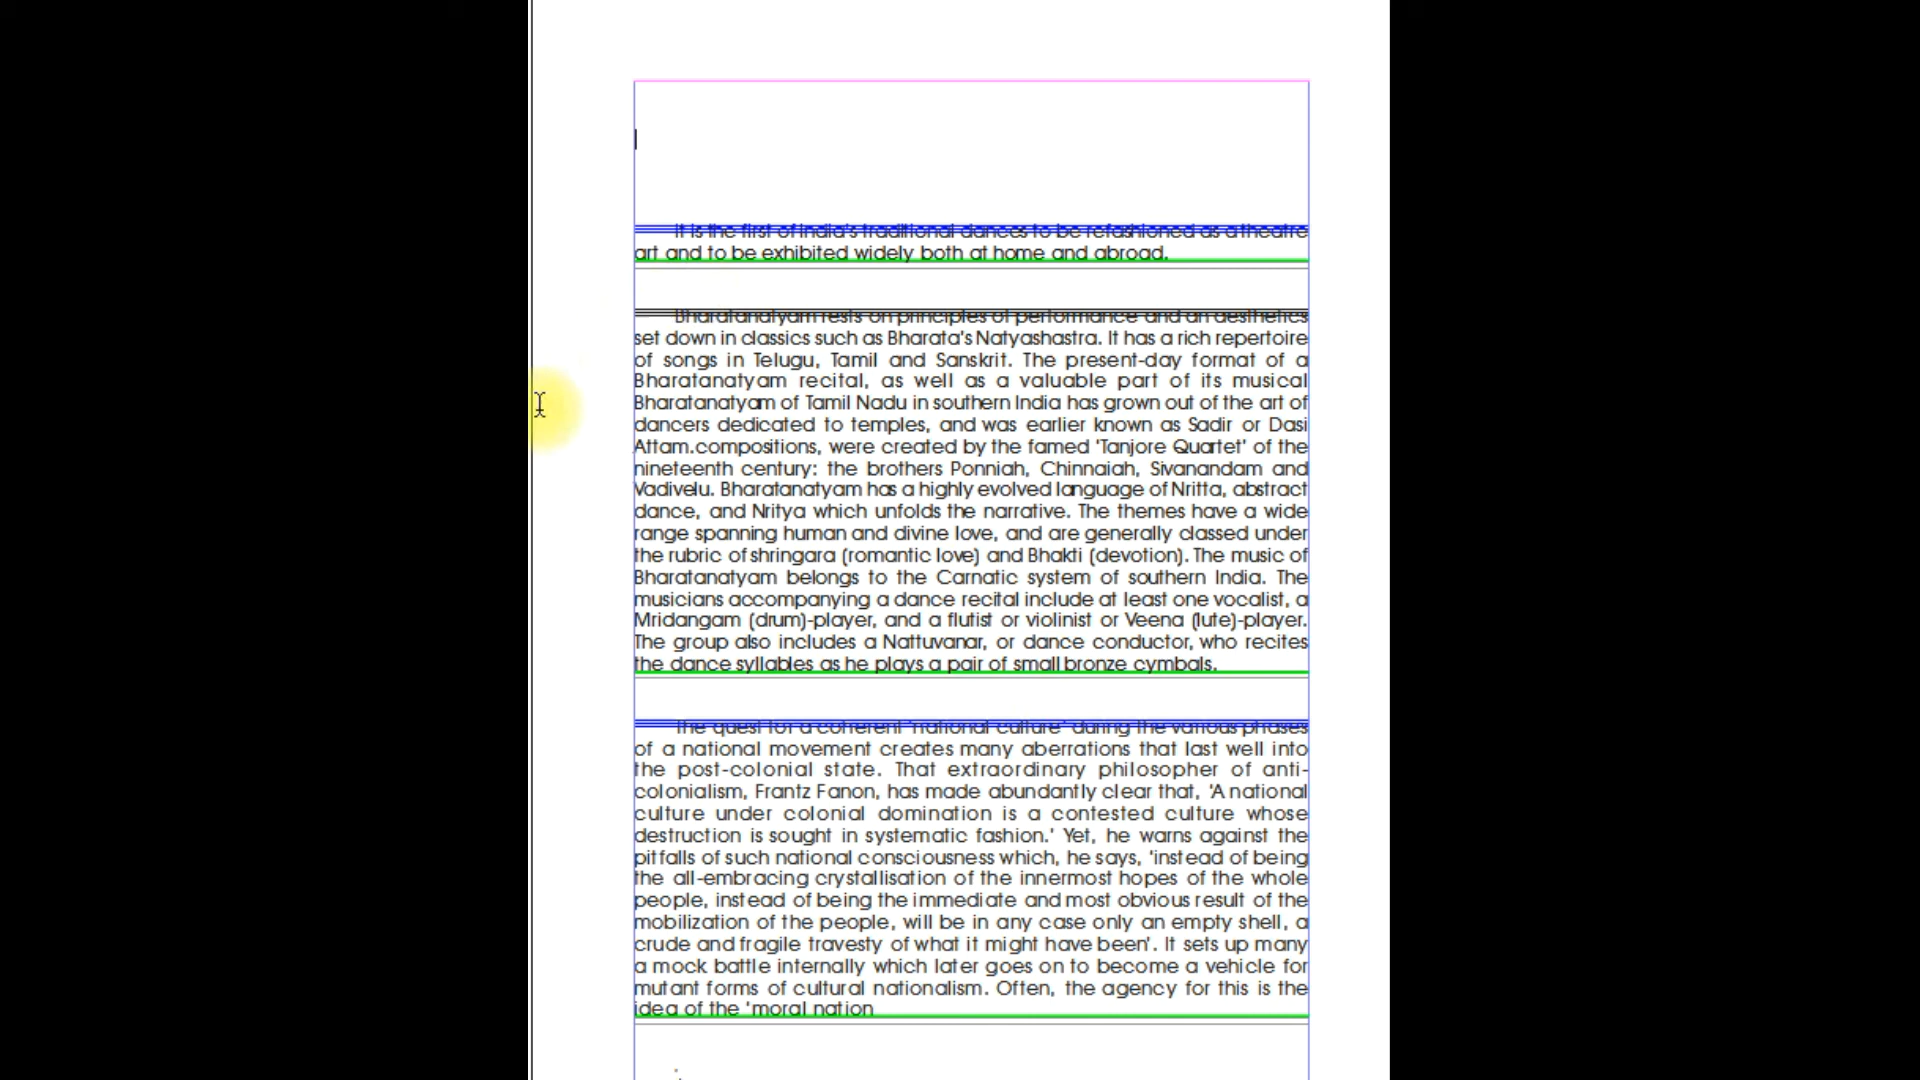 It is the first of India's traditional dances to be refashioned as a theatre
art and to be exhibited widely both at home and abroad.
Bharatanatyam rests on principles of performance and an aesthetics
set down in classics such as Bharata's Natyashastra. It has a rich repertoire
of songs in Telugu, Tamil and Sanskrit. The present-day format of a
Bharatanatyam recital, as well as a valuable part of its musical
Bharatanatyam of Tamil Nadu in southern India has grown out of the art of
dancers dedicated to temples, and was earlier known as Sadir or Dasi
Attam.compositions, were created by the famed 'Tanjore Quartet' of the
nineteenth century: the brothers Ponniah, Chinnaiah, Sivanandam and
Vadivelu. Bharatanatyam has a highly evolved language of Nritta, abstract
dance, and Nritya which unfolds the narrative. The themes have a wide
range spanning human and divine love, and are generally classed under
the rubric of shringara (romantic love) and Bhakti (devotion). The music of
Bharatanatyam belongs to the Carnatic system of southern India. The
musicians accompanying a dance recital include at least one vocalist, a
Mridangam (drum)-player, and a flutist or violinist or Veena (lute)-player.
The group also includes a Nattuvanar, or dance conductor, who recites
the dance syllables as he plays a pair of small bronze cymbals.
The quest for a coherent 'national culture' during the various phases
of a national movement creates many aberrations that last well into
the post-colonial state. That extraordinary philosopher of anti-
colonialism, Frantz Fanon, has made abundantly clear that, 'A national
culture under colonial domination is a contested culture whose
destruction is sought in systematic fashion.' Yet, he warns against the
pitfalls of such national consciousness which, he says, 'instead of being
the all-embracing crystallisation of the innermost hopes of the whole
people, instead of being the immediate and most obvious result of the
mobilization of the people, will be in any case only an empty shell, a
crude and fragile travesty of what it might have been'. It sets up many
a mock battle internally which later goes on to become a vehicle for
mutant forms of cultural nationalism. Often, the agency for this is the
idea of the 'moral nation